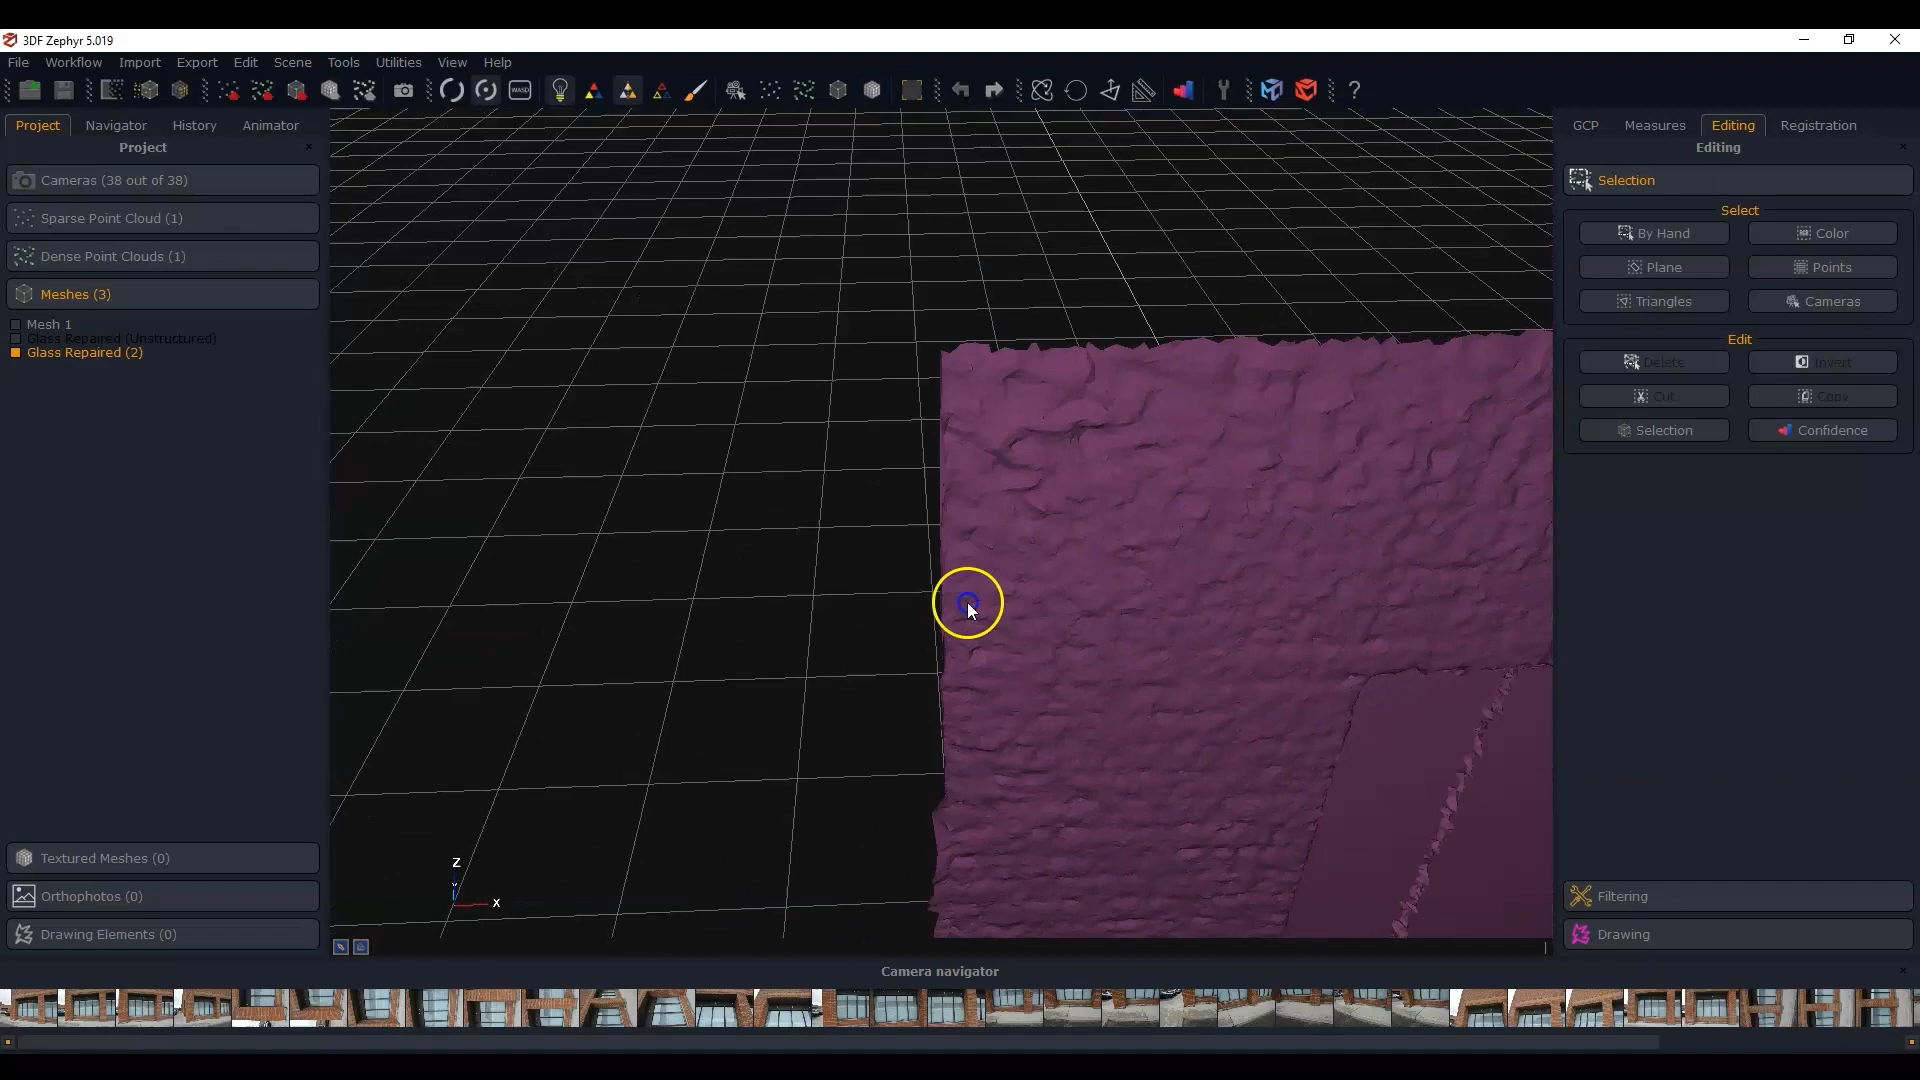 3DF Zephyr 5.019
File Workflow Import Export Edit Scene Tools Utilities View Help
WASD
?
Project Navigator History Animator
Project
Cameras (38 out of 38)
Sparse Point Cloud (1)
Dense Point Clouds (1)
Meshes (3)
Mesh 1
Glass Repaired (Unstructured)
Glass Repaired (2)
Textured Meshes (0)
Orthophotos (0)
Drawing Elements (0)
Z
X
GCP Measures Editing Registration
Editing
Selection
Select
By Hand Color
Plane Points
Triangles Cameras
Edit
Delete Invert
Cut Copy
Selection Confidence
Filtering
Drawing
Camera navigator